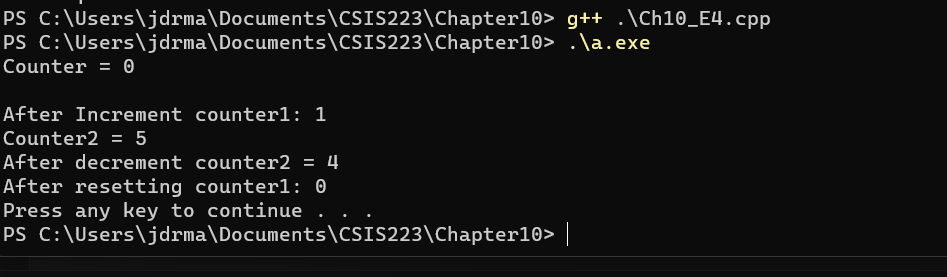 PS C:\Users\jdrma\Documents\CSIS223\Chapter10> g++ .\Ch10_E4.cpp
PS C:\Users\jdrma\Documents\CSIS223\Chapter10> .\a.exe
Counter = 0
After Increment counter1: 1
Counter2 = 5
After decrement counter2 = 4
After resetting counter1: 0
Press any key to continue . . .
PS C:\Users\jdrma\Documents\CSIS223\Chapter10>